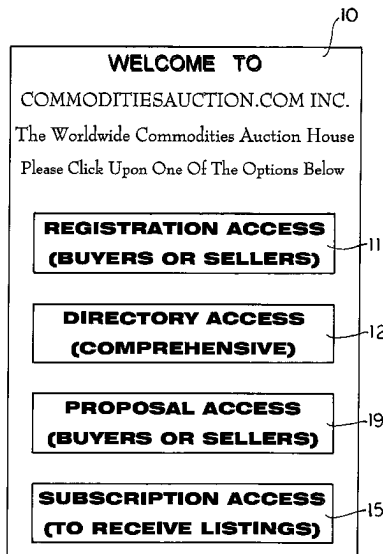 10
WELCOME TO
COMMODITIESAUCTION.COM INC.
The Worldwide Commodities Auction House
Please Click Upon One Of The Options Below
REGISTRATION ACCESS
(BUYERS OR SELLERS)
11
DIRECTORY ACCESS
(COMPREHENSIVE)
12
PROPOSAL ACCESS
(BUYERS OR SELLERS)
19
SUBSCRIPTION ACCESS
(TO RECEIVE LISTINGS)
15